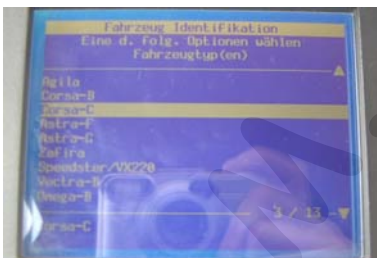 Fahrzeug Identifikation
Eine d. folg. Optionen wählen
Fahrzeugtyp(en)
Agila
Corsa-B
Corsa-C
Astra-F
Astra-G
Zafira
Speedster/VX220
Vectra-B
Omega-B
3 / 13
Corsa-C